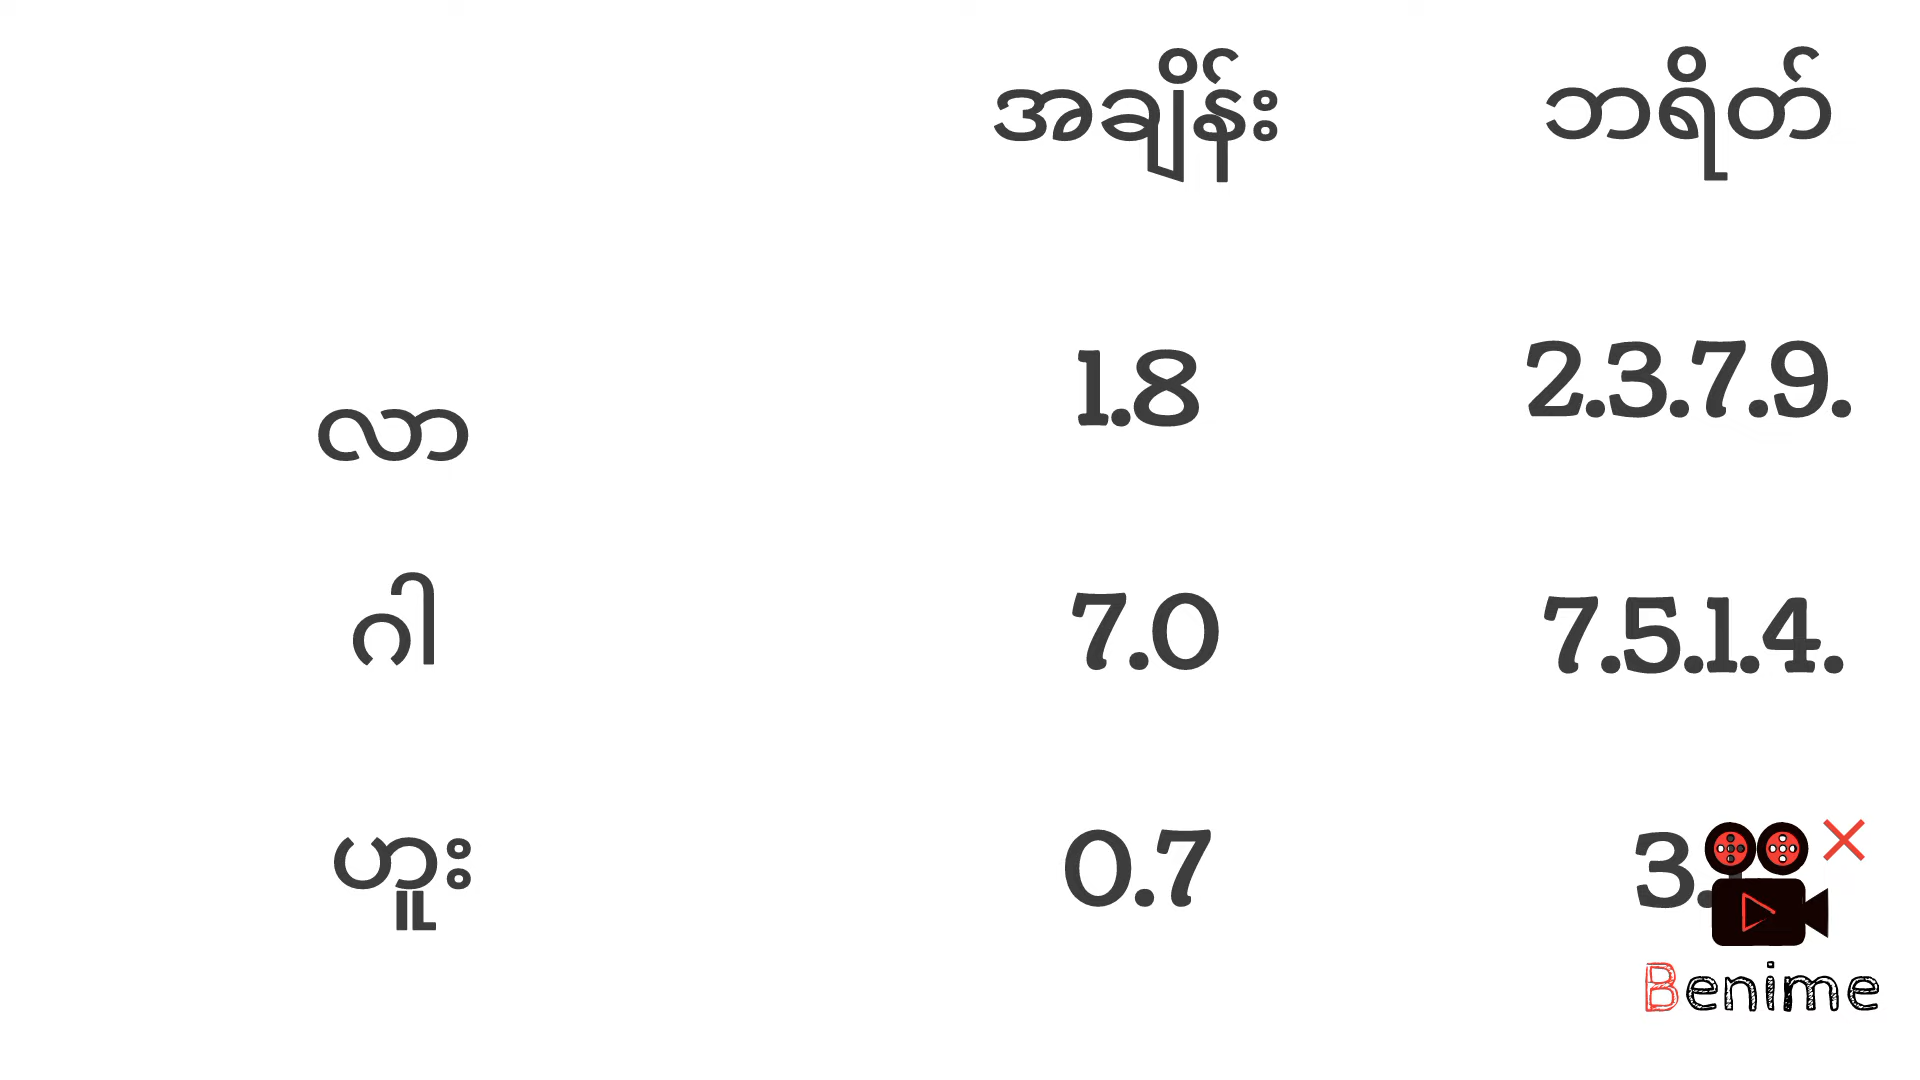 အချိန်း ဘရိတ်
လာ 1.8 2.3.7.9.
ဂါ 7.0 7.5.1.4.
ဟူး 0.7 3.
Benime